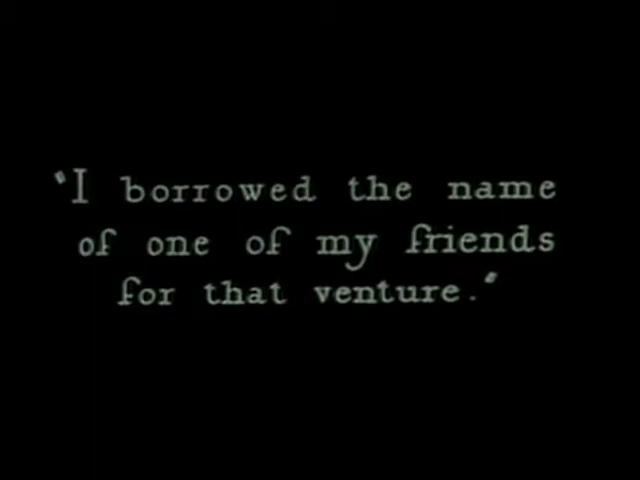 "I borrowed the name
of one of my friends
for that venture."